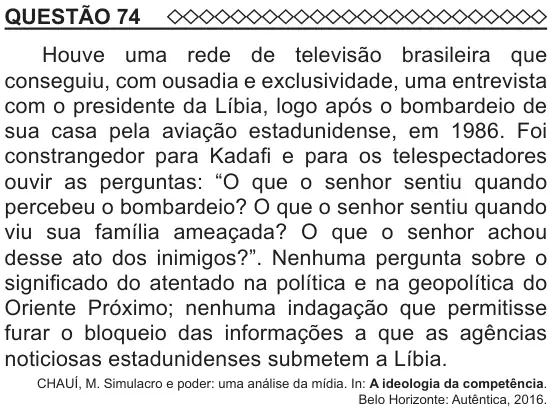 QUESTÃO 74
Houve uma rede de televisão brasileira que
conseguiu, com ousadia e exclusividade, uma entrevista
com o presidente da Líbia, logo após o bombardeio de
sua casa pela aviação estadunidense, em 1986. Foi
constrangedor para Kadafi e para os telespectadores
ouvir as perguntas: “O que o senhor sentiu quando
percebeu o bombardeio? O que o senhor sentiu quando
viu sua família ameaçada? O que o senhor achou
desse ato dos inimigos?”. Nenhuma pergunta sobre o
significado do atentado na política e na geopolítica do
Oriente Próximo; nenhuma indagação que permitisse
furar o bloqueio das informações a que as agências
noticiosas estadunidenses submetem a Líbia.
CHAUÍ, M. Simulacro e poder: uma análise da mídia. In: A ideologia da competência.
Belo Horizonte: Autêntica, 2016.